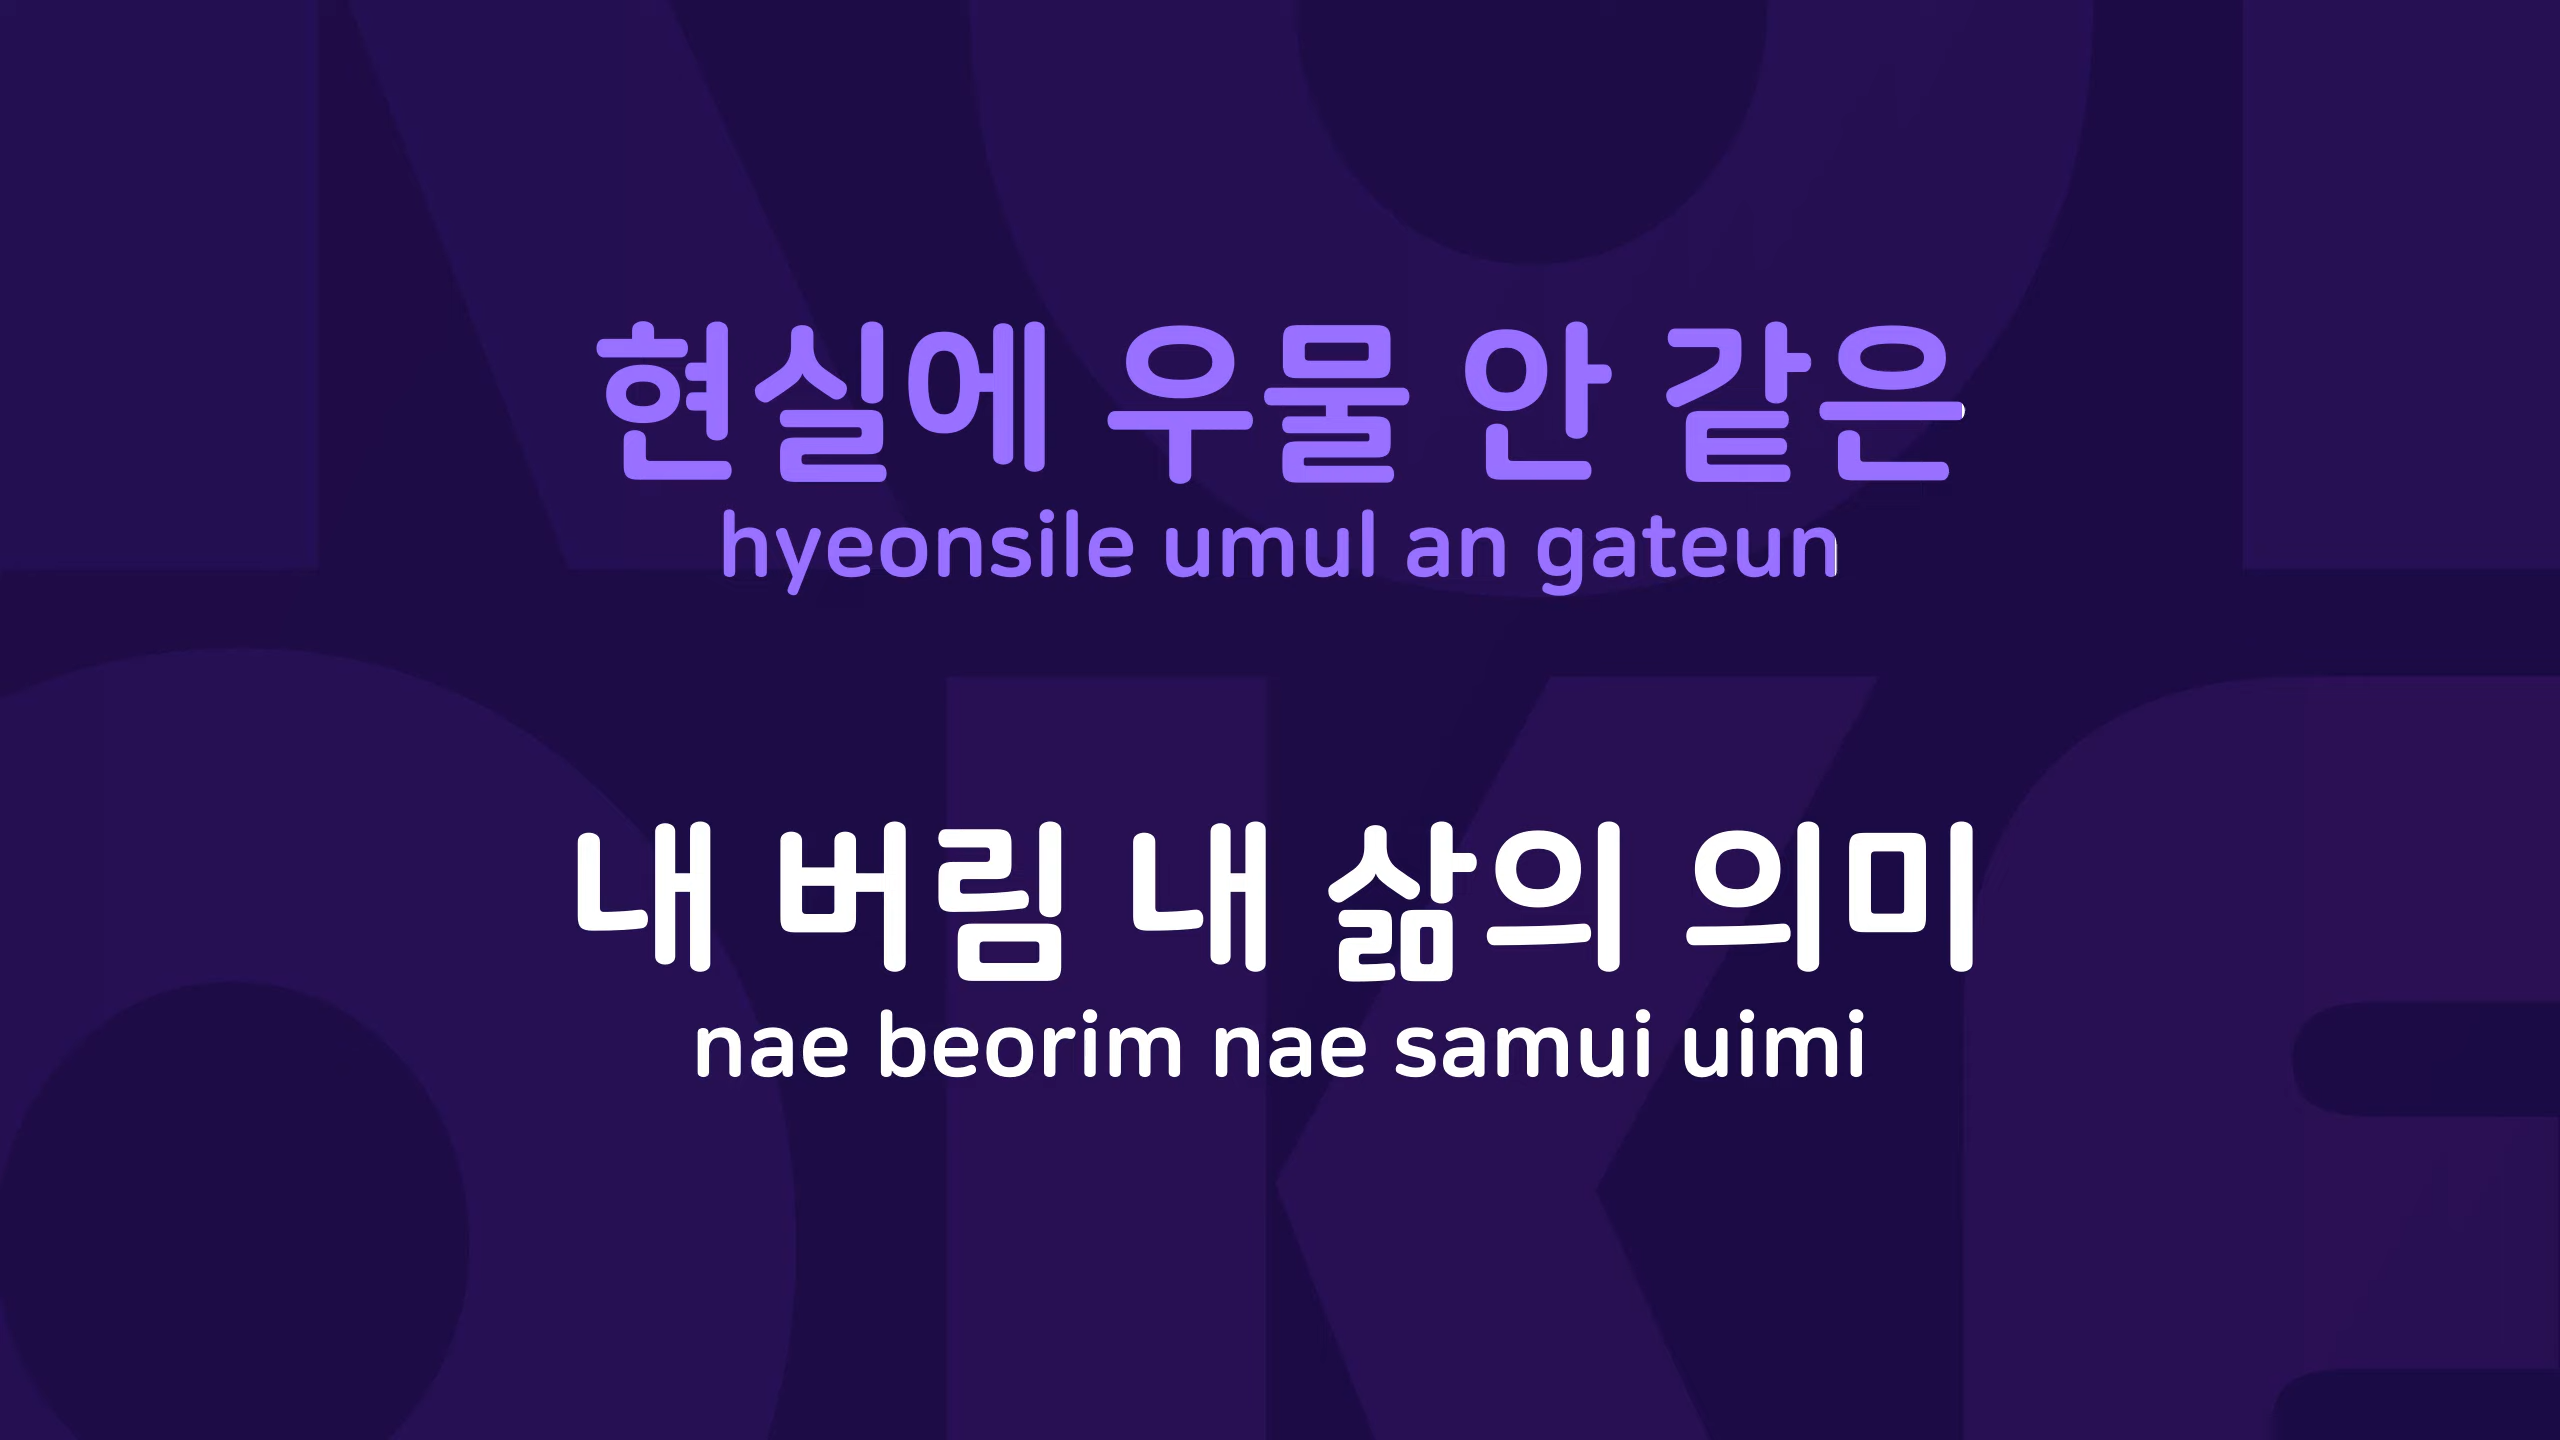 현실에 우물 안 같은
hyeonsile umul an gateun
내 버림 내 삶의 의미
nae beorim nae samui uimi